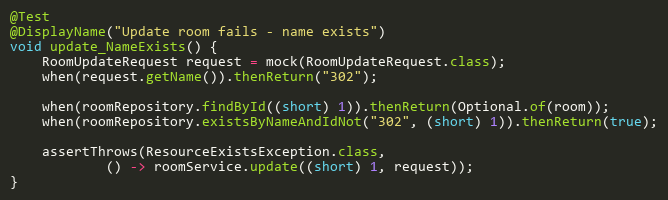 @Test
@DisplayName("Update room fails - name exists")
void update_NameExists() {
    RoomUpdateRequest request = mock(RoomUpdateRequest.class);
    when(request.getName()).thenReturn("302");

    when(roomRepository.findById((short) 1)).thenReturn(Optional.of(room));
    when(roomRepository.existsByNameAndIdNot("302", (short) 1)).thenReturn(true);

    assertThrows(ResourceExistsException.class,
            () -> roomService.update((short) 1, request));
}